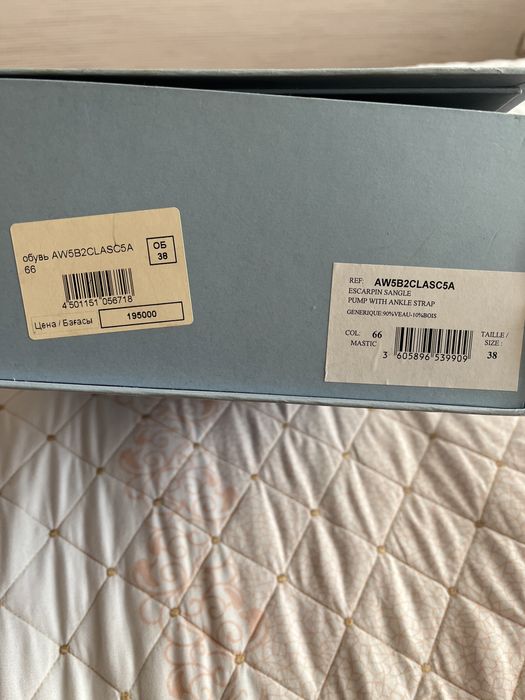 обувь AW5B2CLASC5A
66
ОБ
38
4 501151 056718
Цена / Бағасы
195000
REF: AW5B2CLASC5A
ESCARPIN SANGLE
PUMP WITH ANKLE STRAP
GENERIQUE:90%VEAU-10%BOIS
COL: 66
MASTIC
3 605896 539909
TAILLE /
SIZE :
38